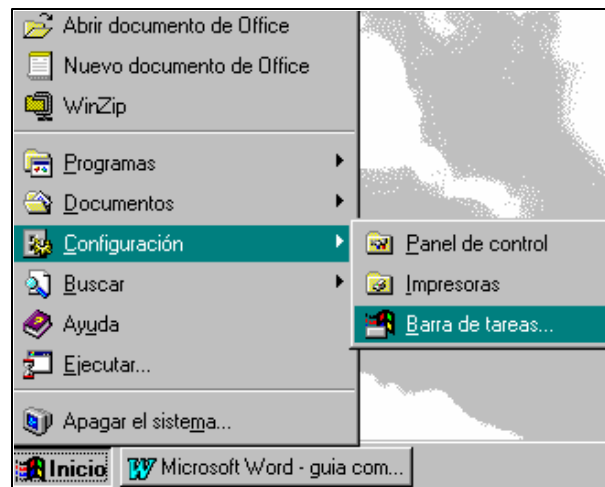 Abrir documento de Office
Nuevo documento de Office
WinZip
Programas
Documentos
Configuración
Buscar
Ayuda
Ejecutar...
Apagar el sistema...
Panel de control
Impresoras
Barra de tareas...
Inicio
Microsoft Word - guia com...